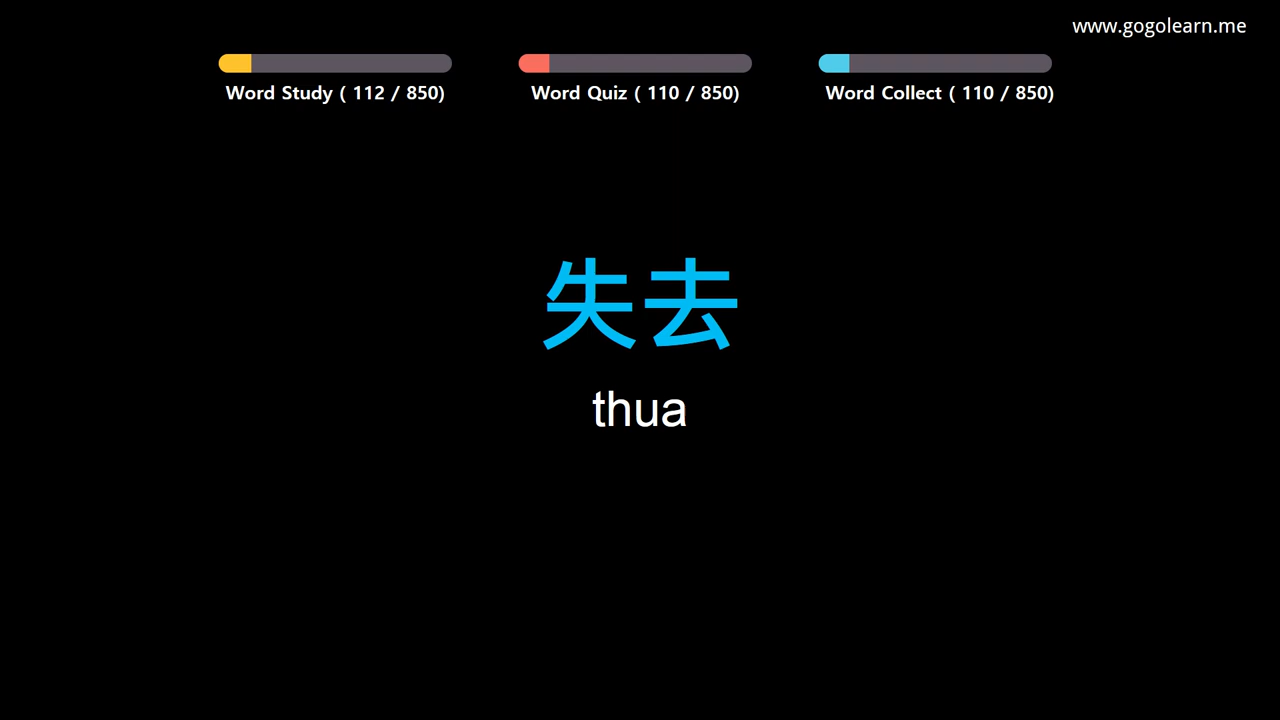 www.gogolearn.me
Word Study ( 112 / 850)
Word Quiz ( 110 / 850)
Word Collect ( 110 / 850)
失去
thua